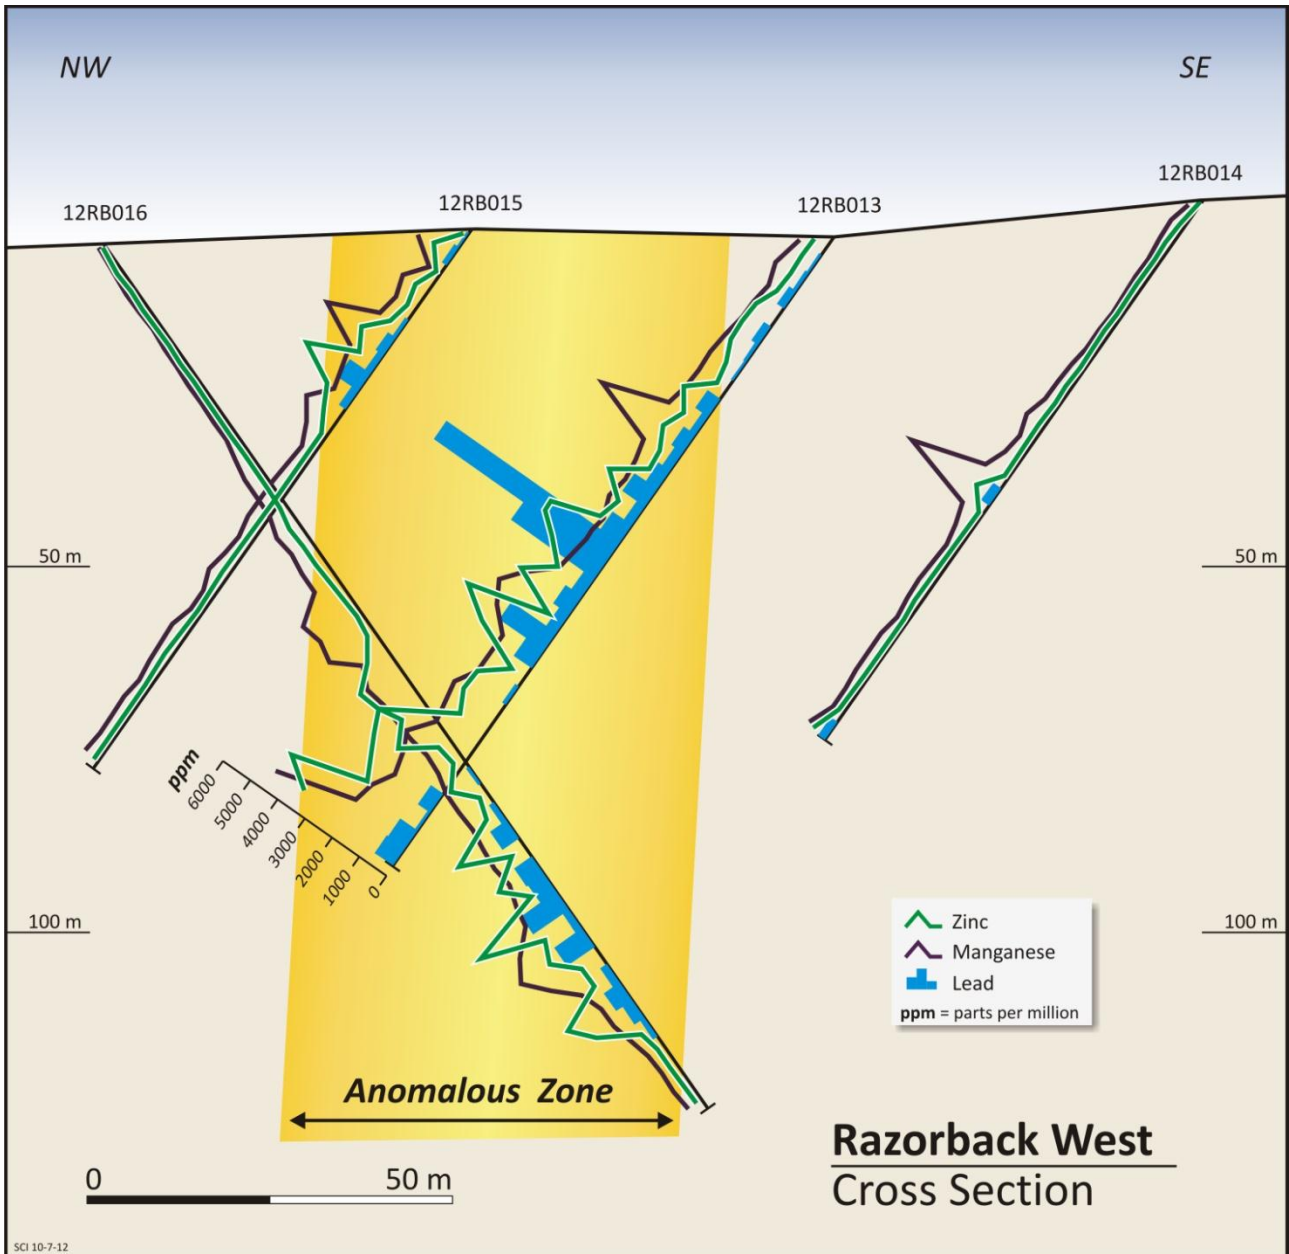 NW
SE
12RB016
12RB015
12RB013
12RB014
50 m
50 m
ppm
6000
5000
4000
3000
2000
1000
0
100 m
100 m
Zinc
Manganese
Lead
ppm = parts per million
Anomalous Zone
Razorback West
Cross Section
0
50 m
SCI 10-7-12